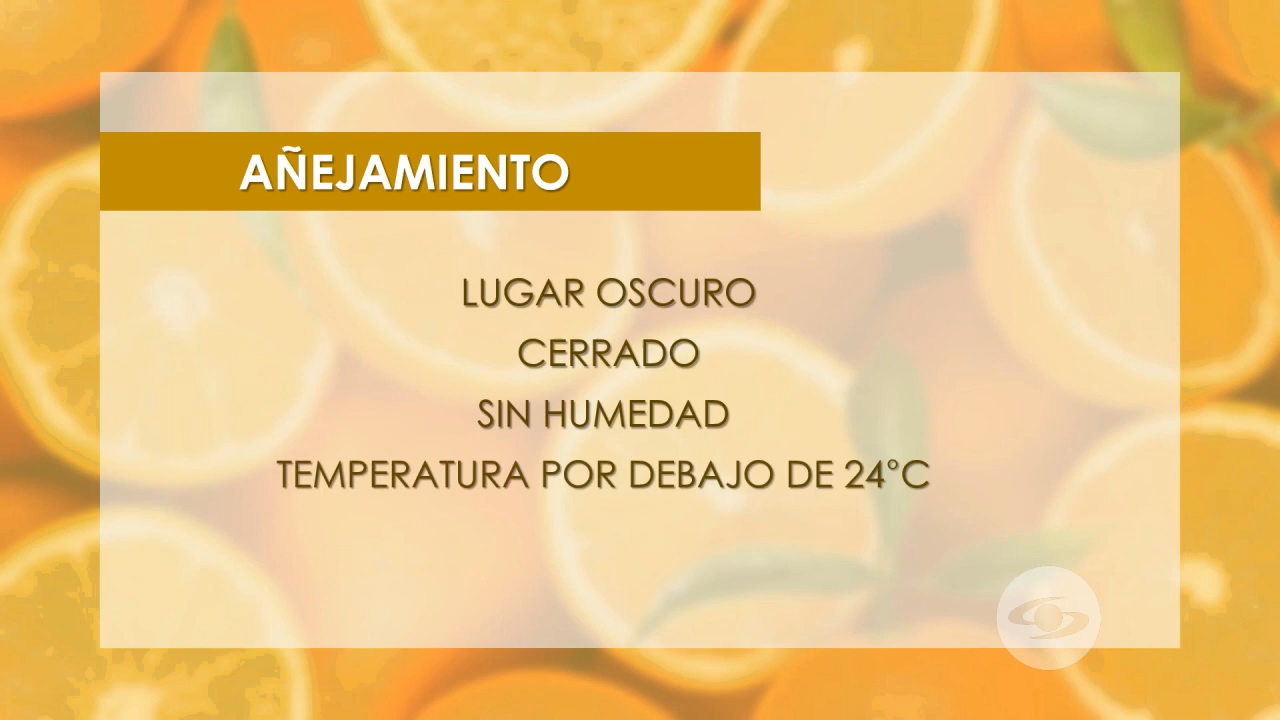 AÑEJAMIENTO
LUGAR OSCURO
CERRADO
SIN HUMEDAD
TEMPERATURA POR DEBAJO DE 24°C